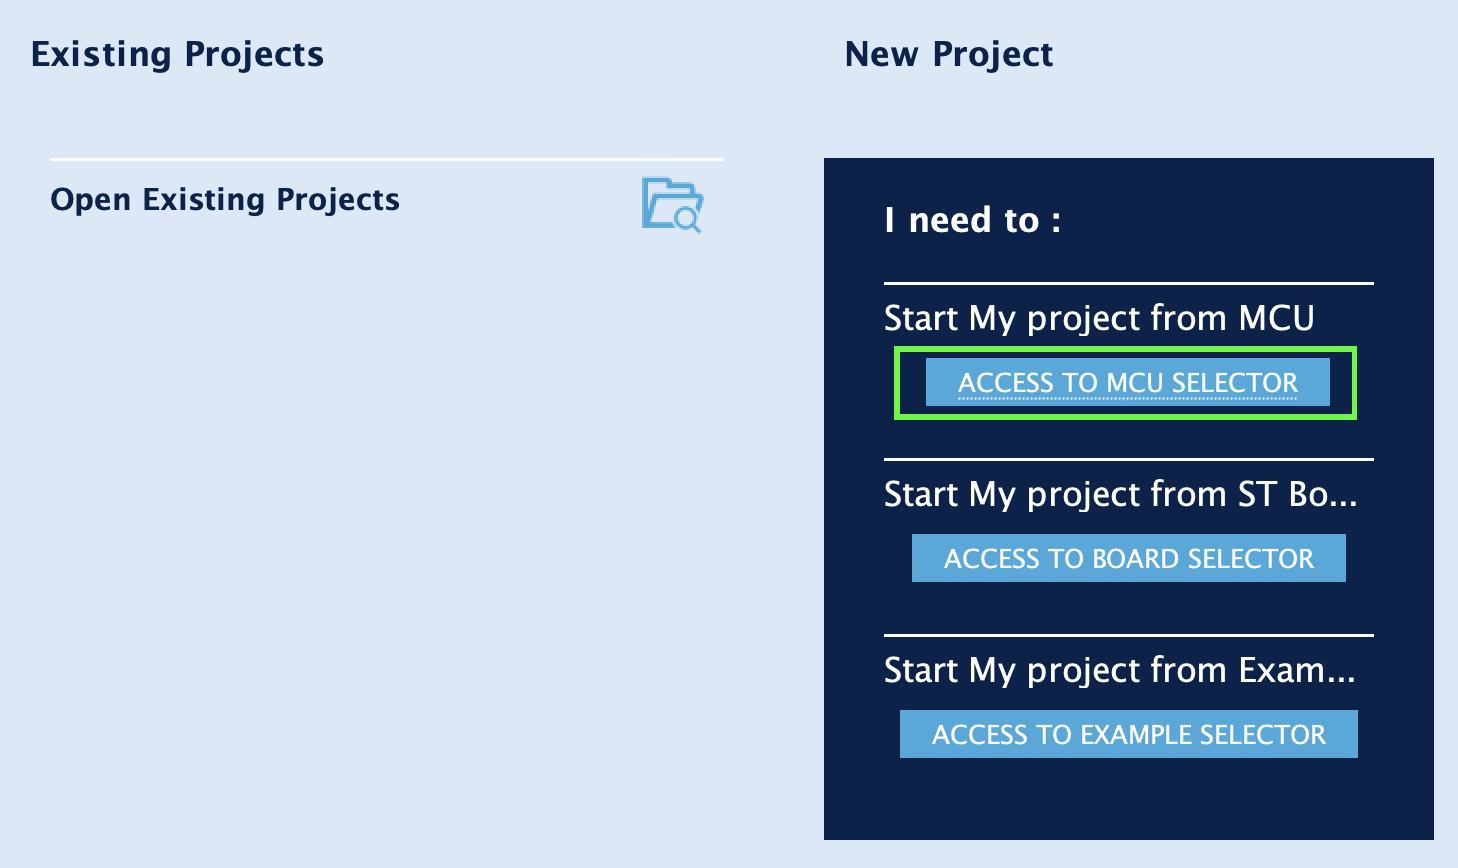 Existing Projects
New Project
Open Existing Projects
I need to :
Start My project from MCU
ACCESS TO MCU SELECTOR
Start My project from ST Bo...
ACCESS TO BOARD SELECTOR
Start My project from Exam...
ACCESS TO EXAMPLE SELECTOR